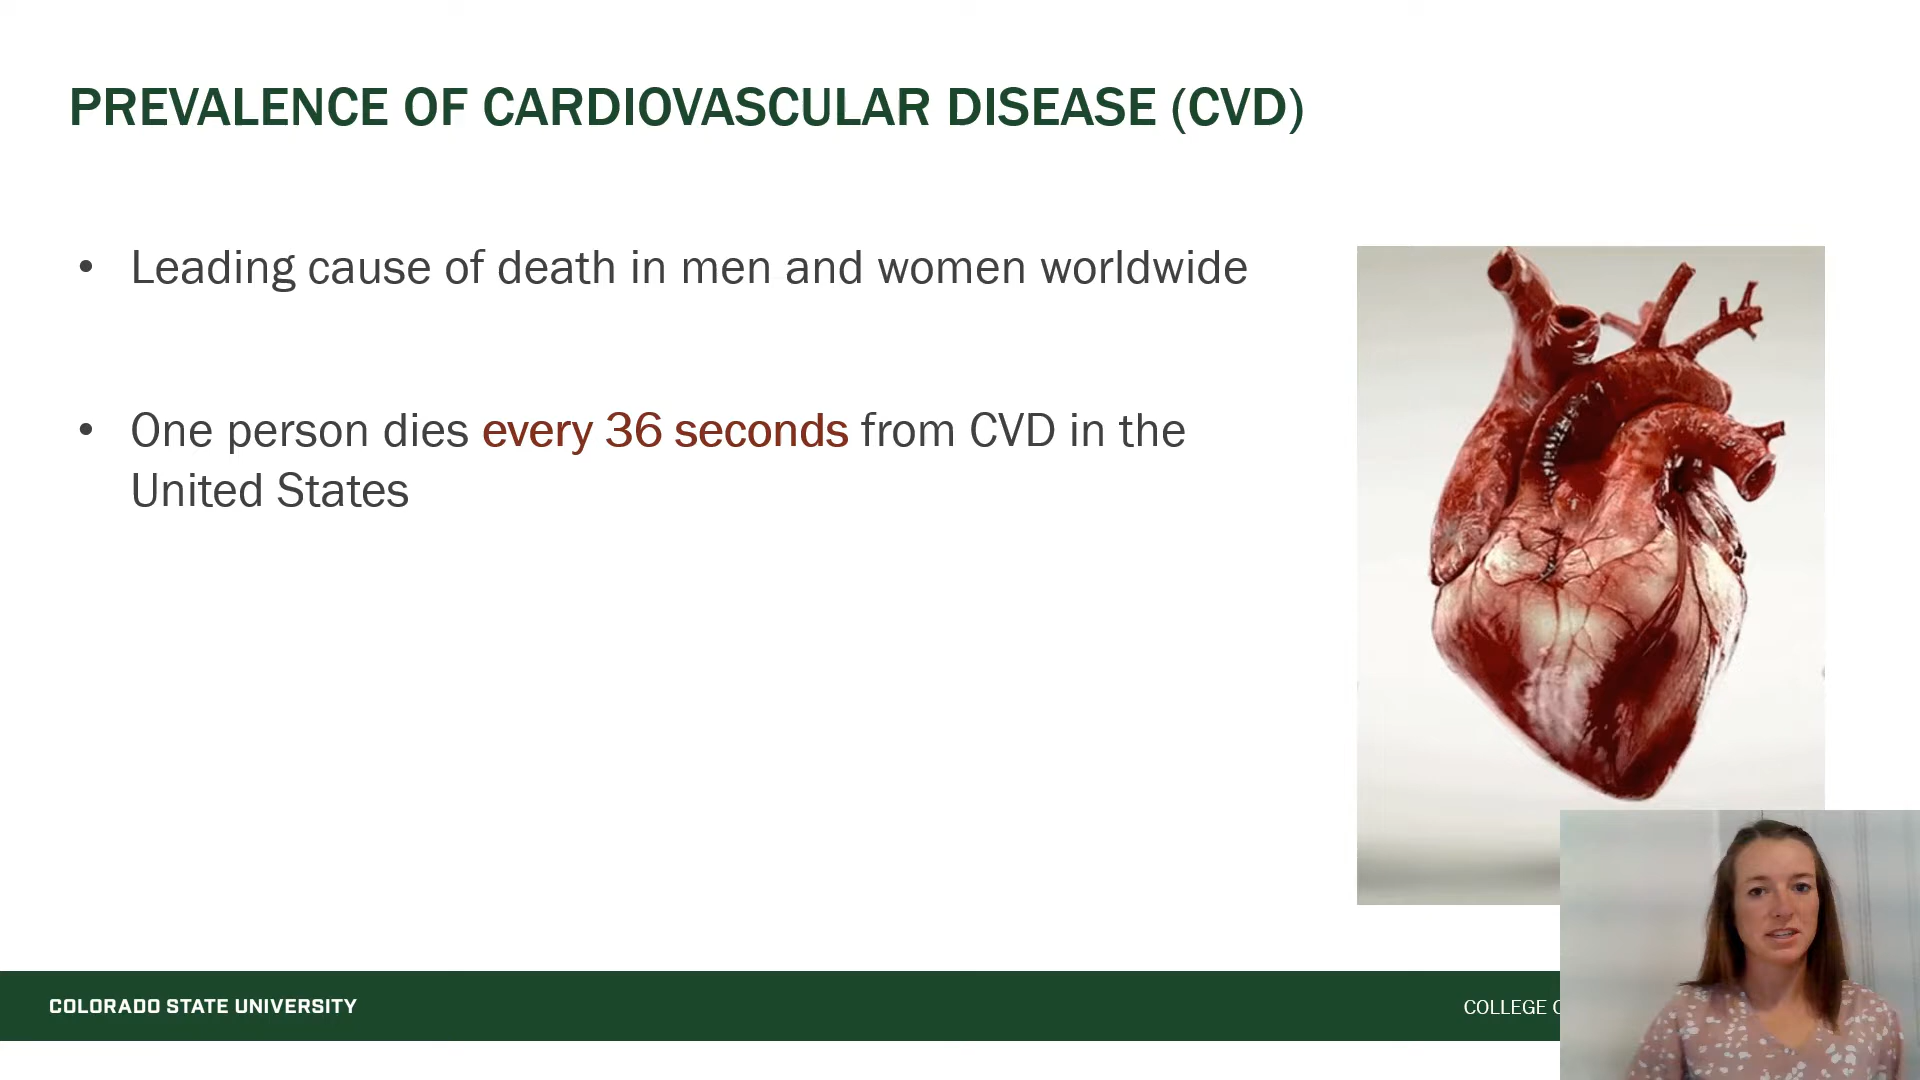 PREVALENCE OF CARDIOVASCULAR DISEASE (CVD)
• Leading cause of death in men and women worldwide
• One person dies every 36 seconds from CVD in the
United States
COLORADO STATE UNIVERSITY
COLLEGE